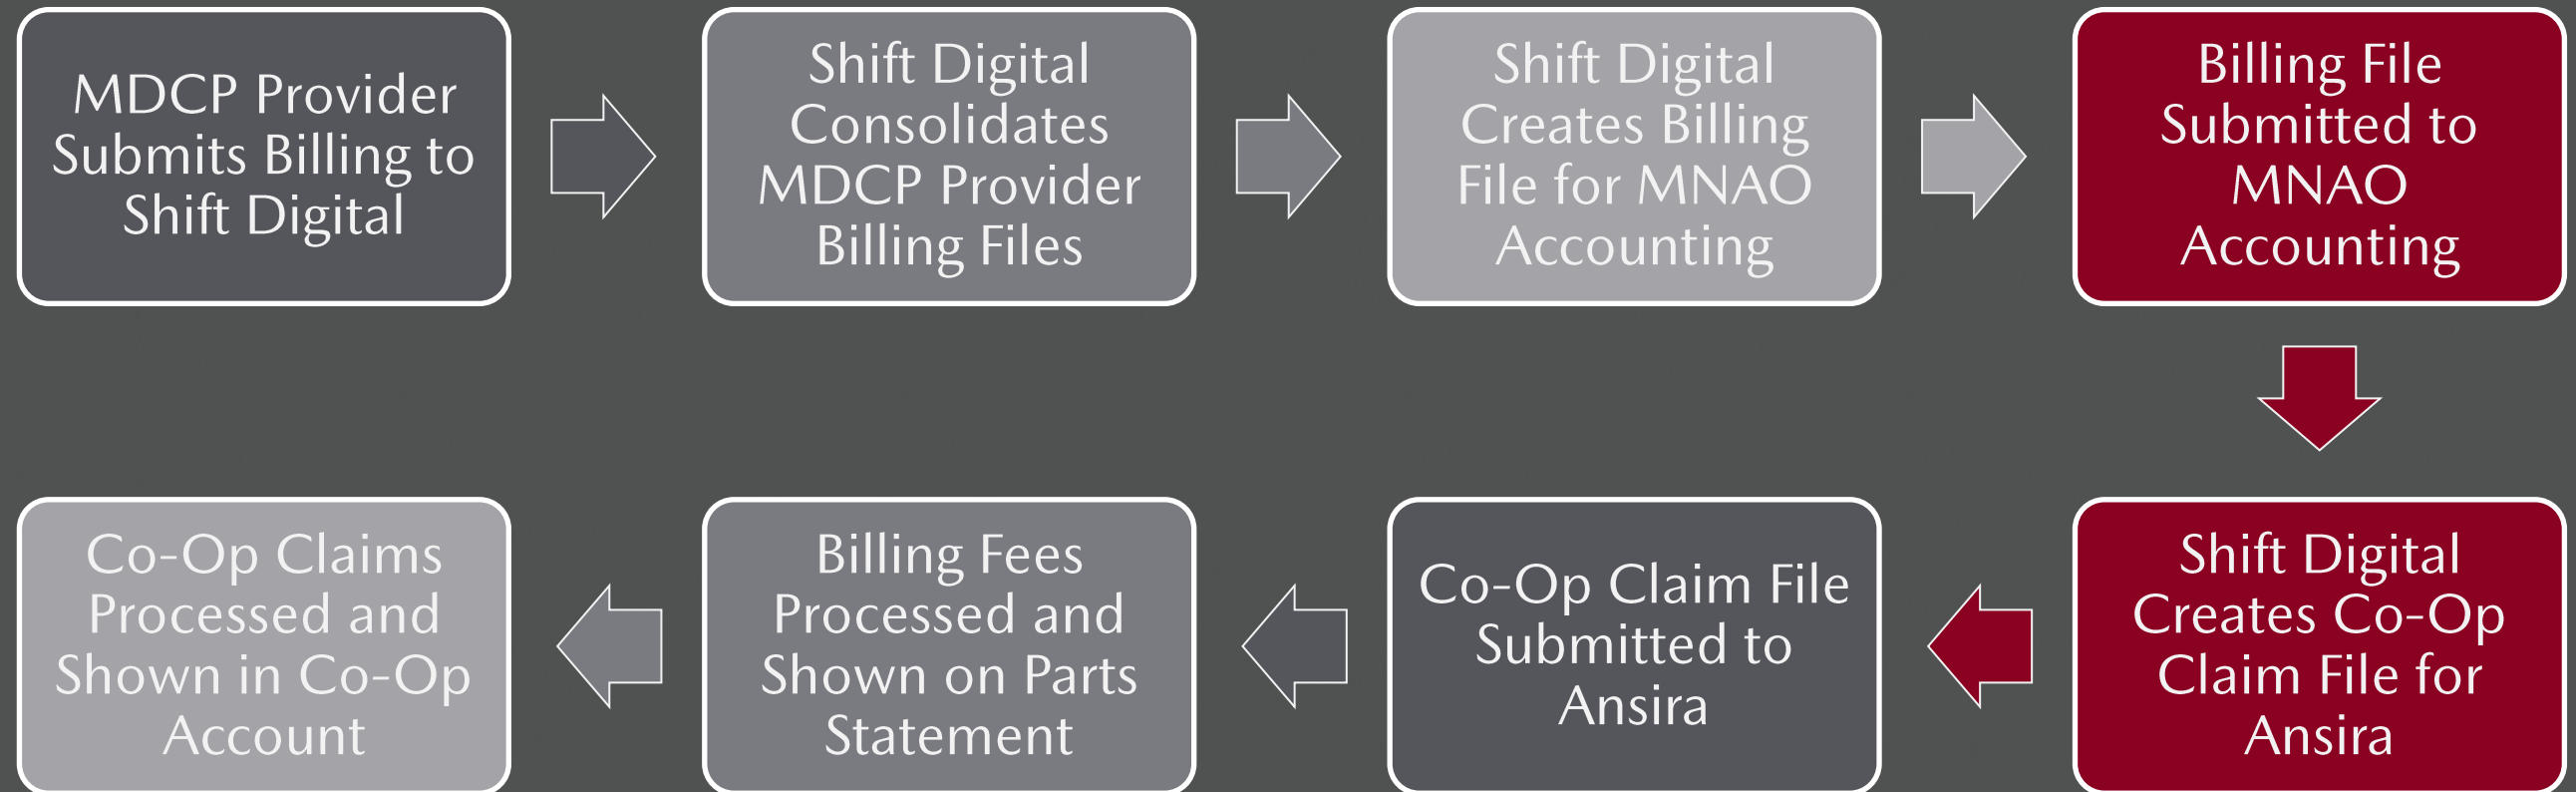 MDCP Provider
Submits Billing to
Shift Digital
Shift Digital
Consolidates
MDCP Provider
Billing Files
Shift Digital
Creates Billing
File for MNAO
Accounting
Billing File
Submitted to
MNAO
Accounting
Shift Digital
Creates Co-Op
Claim File for
Ansira
Co-Op Claim File
Submitted to
Ansira
Billing Fees
Processed and
Shown on Parts
Statement
Co-Op Claims
Processed and
Shown in Co-Op
Account